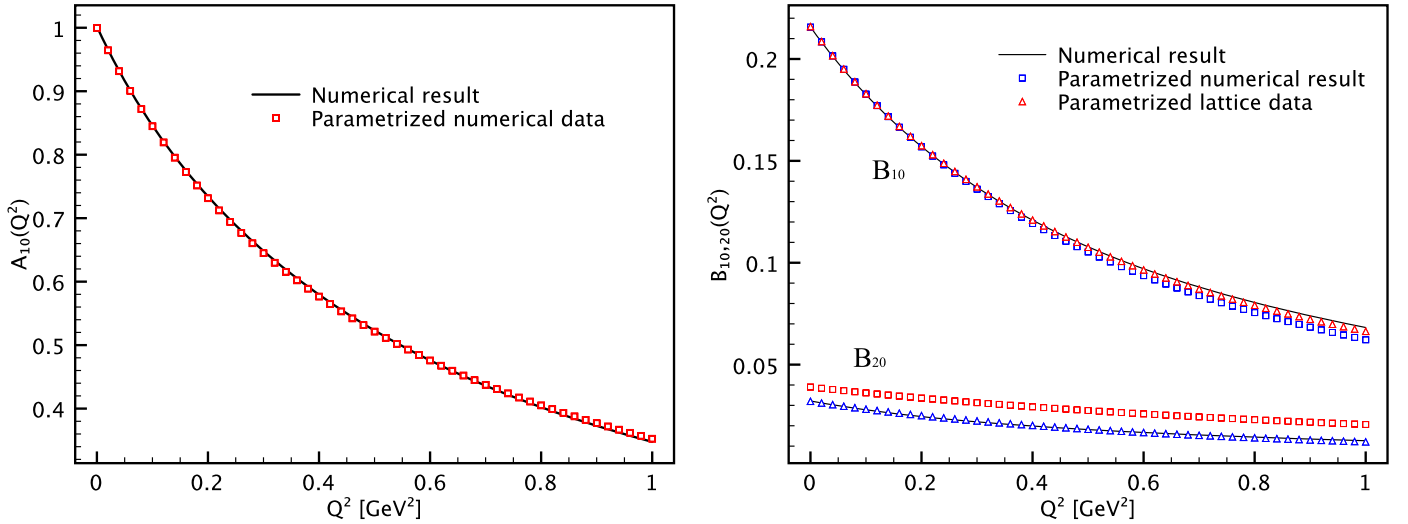 1
0.9
0.8
0.7
0.6
0.5
0.4
A₁₀(Q²)
Numerical result
Parametrized numerical data
0
0.2
0.4
0.6
0.8
1
Q² [GeV²]
0.2
0.15
0.1
0.05
B₁₀,₂₀(Q²)
Numerical result
Parametrized numerical result
Parametrized lattice data
B₁₀
B₂₀
0
0.2
0.4
0.6
0.8
1
Q² [GeV²]